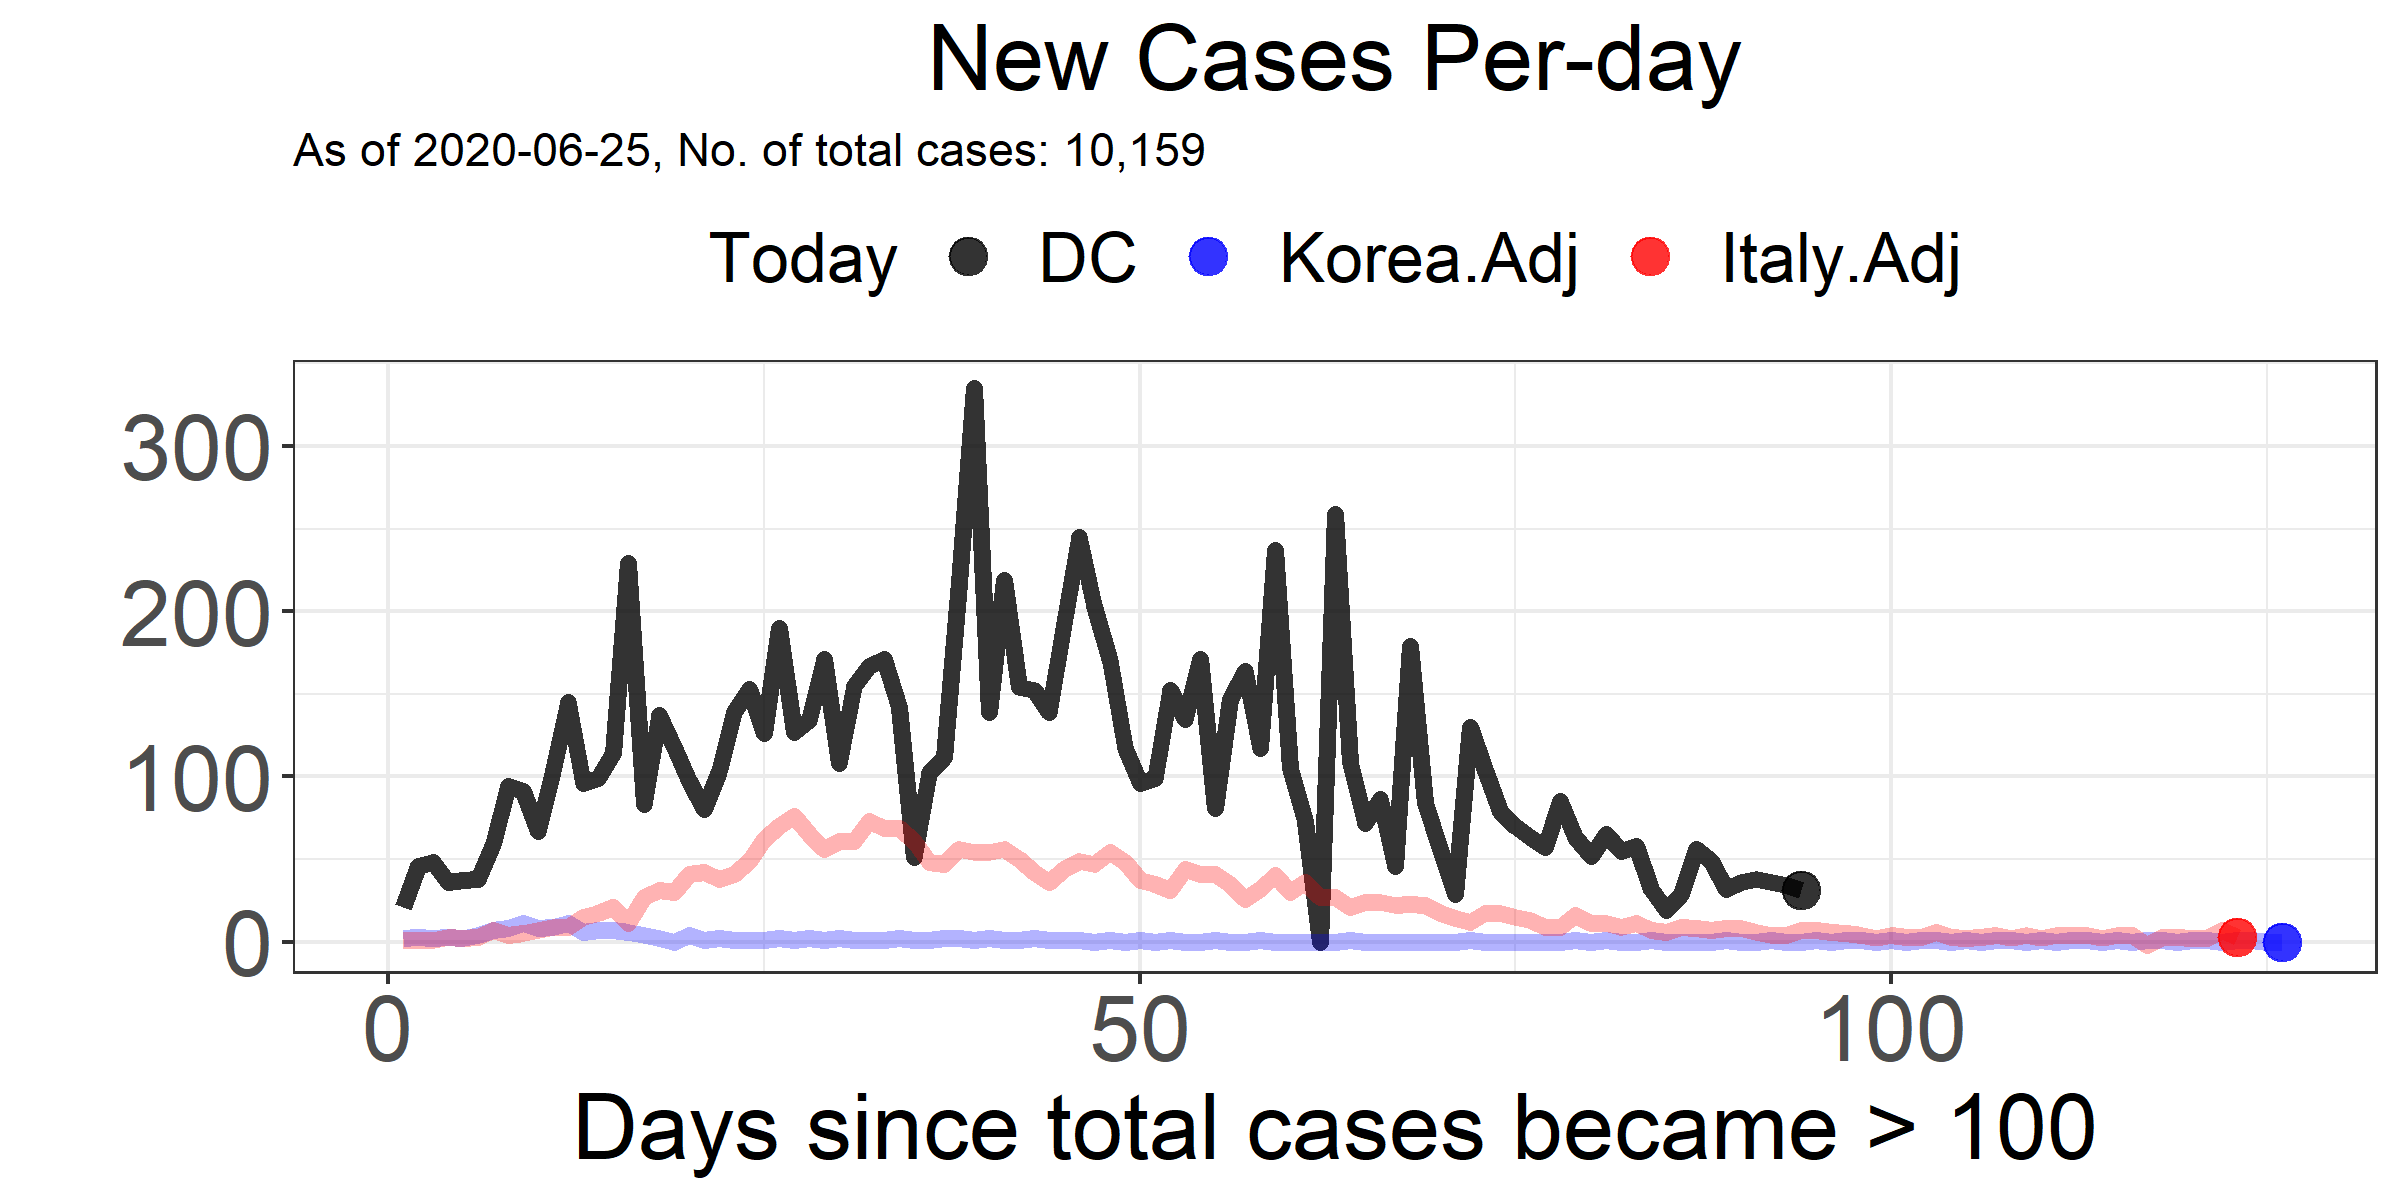 New Cases Per-day
As of 2020-06-25, No. of total cases: 10,159
Today DC Korea.Adj Italy.Adj
300
200
100
0
0 50 100
Days since total cases became > 100